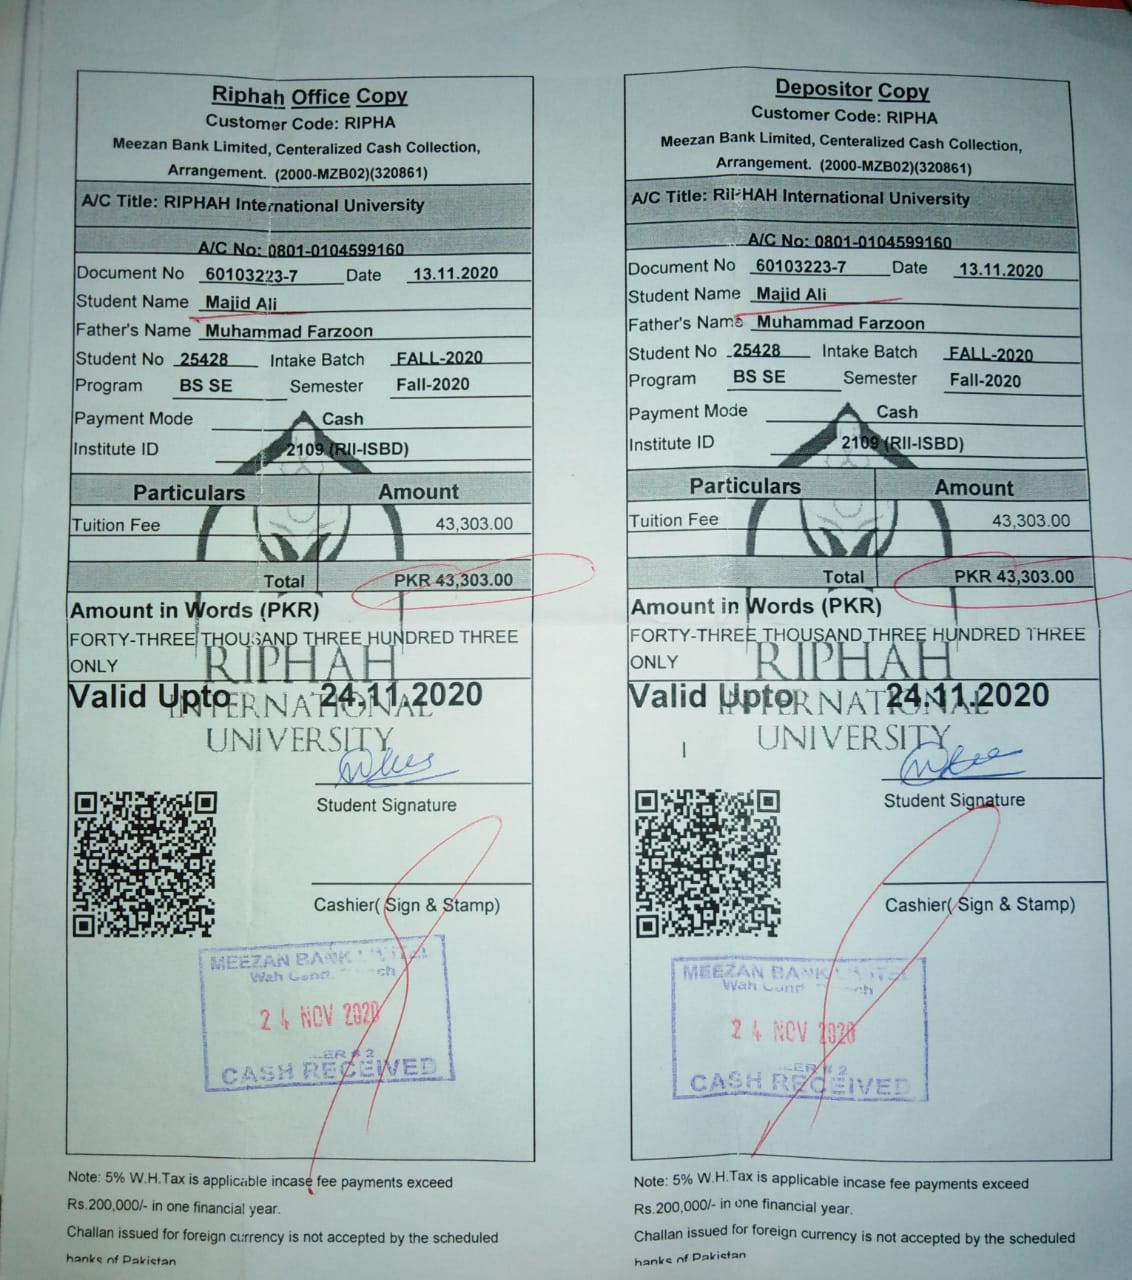 Riphah Office Copy
Customer Code: RIPHA
Meezan Bank Limited, Centeralized Cash Collection,
Arrangement. (2000-MZB02)(320861)
A/C Title: RIPHAH International University
A/C No: 0801-0104599160
Document No 60103223-7 Date 13.11.2020
Student Name Majid Ali
Father's Name Muhammad Farzoon
Student No 25428 Intake Batch FALL-2020
Program BS SE Semester Fall-2020
Payment Mode Cash
Institute ID 2109 (RII-ISBD)
Particulars Amount
Tuition Fee 43,303.00
Total PKR 43,303.00
Amount in Words (PKR)
FORTY-THREE THOUSAND THREE HUNDRED THREE
ONLY
RIPHAH
Valid Upto 24.11.2020
INTERNATIONAL
UNIVERSITY
Student Signature
Cashier( Sign & Stamp)
MEEZAN BANK
Wah
24 NOV 2020
CASH RECEIVED
Note: 5% W.H.Tax is applicable incase fee payments exceed
Rs.200,000/- in one financial year.
Challan issued for foreign currency is not accepted by the scheduled
banks of Pakistan
Depositor Copy
Customer Code: RIPHA
Meezan Bank Limited, Centeralized Cash Collection,
Arrangement. (2000-MZB02)(320861)
A/C Title: RIPHAH International University
A/C No: 0801-0104599160
Document No 60103223-7 Date 13.11.2020
Student Name Majid Ali
Father's Name Muhammad Farzoon
Student No 25428 Intake Batch FALL-2020
Program BS SE Semester Fall-2020
Payment Mode Cash
Institute ID 2109 (RII-ISBD)
Particulars Amount
Tuition Fee 43,303.00
Total PKR 43,303.00
Amount in Words (PKR)
FORTY-THREE THOUSAND THREE HUNDRED THREE
ONLY
RIPHAH
Valid Upto 24.11.2020
INTERNATIONAL
UNIVERSITY
Student Signature
Cashier( Sign & Stamp)
MEEZAN BANK
Wah
24 NOV 2020
CASH RECEIVED
Note: 5% W.H.Tax is applicable incase fee payments exceed
Rs.200,000/- in one financial year.
Challan issued for foreign currency is not accepted by the scheduled
banks of Pakistan